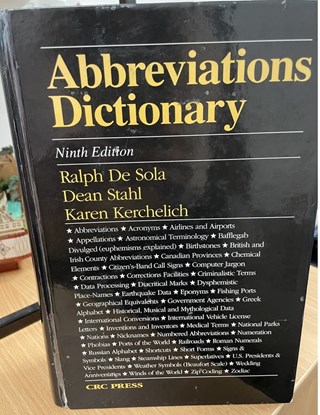 Abbreviations
Dictionary
Ninth Edition
Ralph De Sola
Dean Stahl
Karen Kerchelich
★ Abbreviations ★ Acronyms ★ Airlines and Airports
★ Appellations ★ Astronomical Terminology ★ Bafflegab
Divulged (euphemisms explained) ★ Birthstones ★ British and
Irish County Abbreviations ★ Canadian Provinces ★ Chemical
Elements ★ Citizen's-Band Call Signs ★ Computer Jargon
★ Contractions ★ Corrections Facilities ★ Criminalistic Terms
★ Data Processing ★ Diacritical Marks ★ Dysphemistic
Place-Names ★ Earthquake Data ★ Eponyms ★ Fishing Ports
★ Geographical Equivalents ★ Government Agencies ★ Greek
Alphabet ★ Historical, Musical and Mythological Data
★ International Conversions ★ International Vehicle License
Letters ★ Inventions and Inventors ★ Medical Terms ★ National Parks
★ Nations ★ Nicknames ★ Numbered Abbreviations ★ Numeration
★ Phobias ★ Ports of the World ★ Railroads ★ Roman Numerals
★ Russian Alphabet ★ Shortcuts ★ Short Forms ★ Signs &
Symbols ★ Slang ★ Steamship Lines ★ Superlatives ★ U.S. Presidents &
Vice Presidents ★ Weather Symbols (Beaufort Scale) ★ Wedding
Anniversaries ★ Winds of the World ★ Zip Coding ★ Zodiac
CRC PRESS